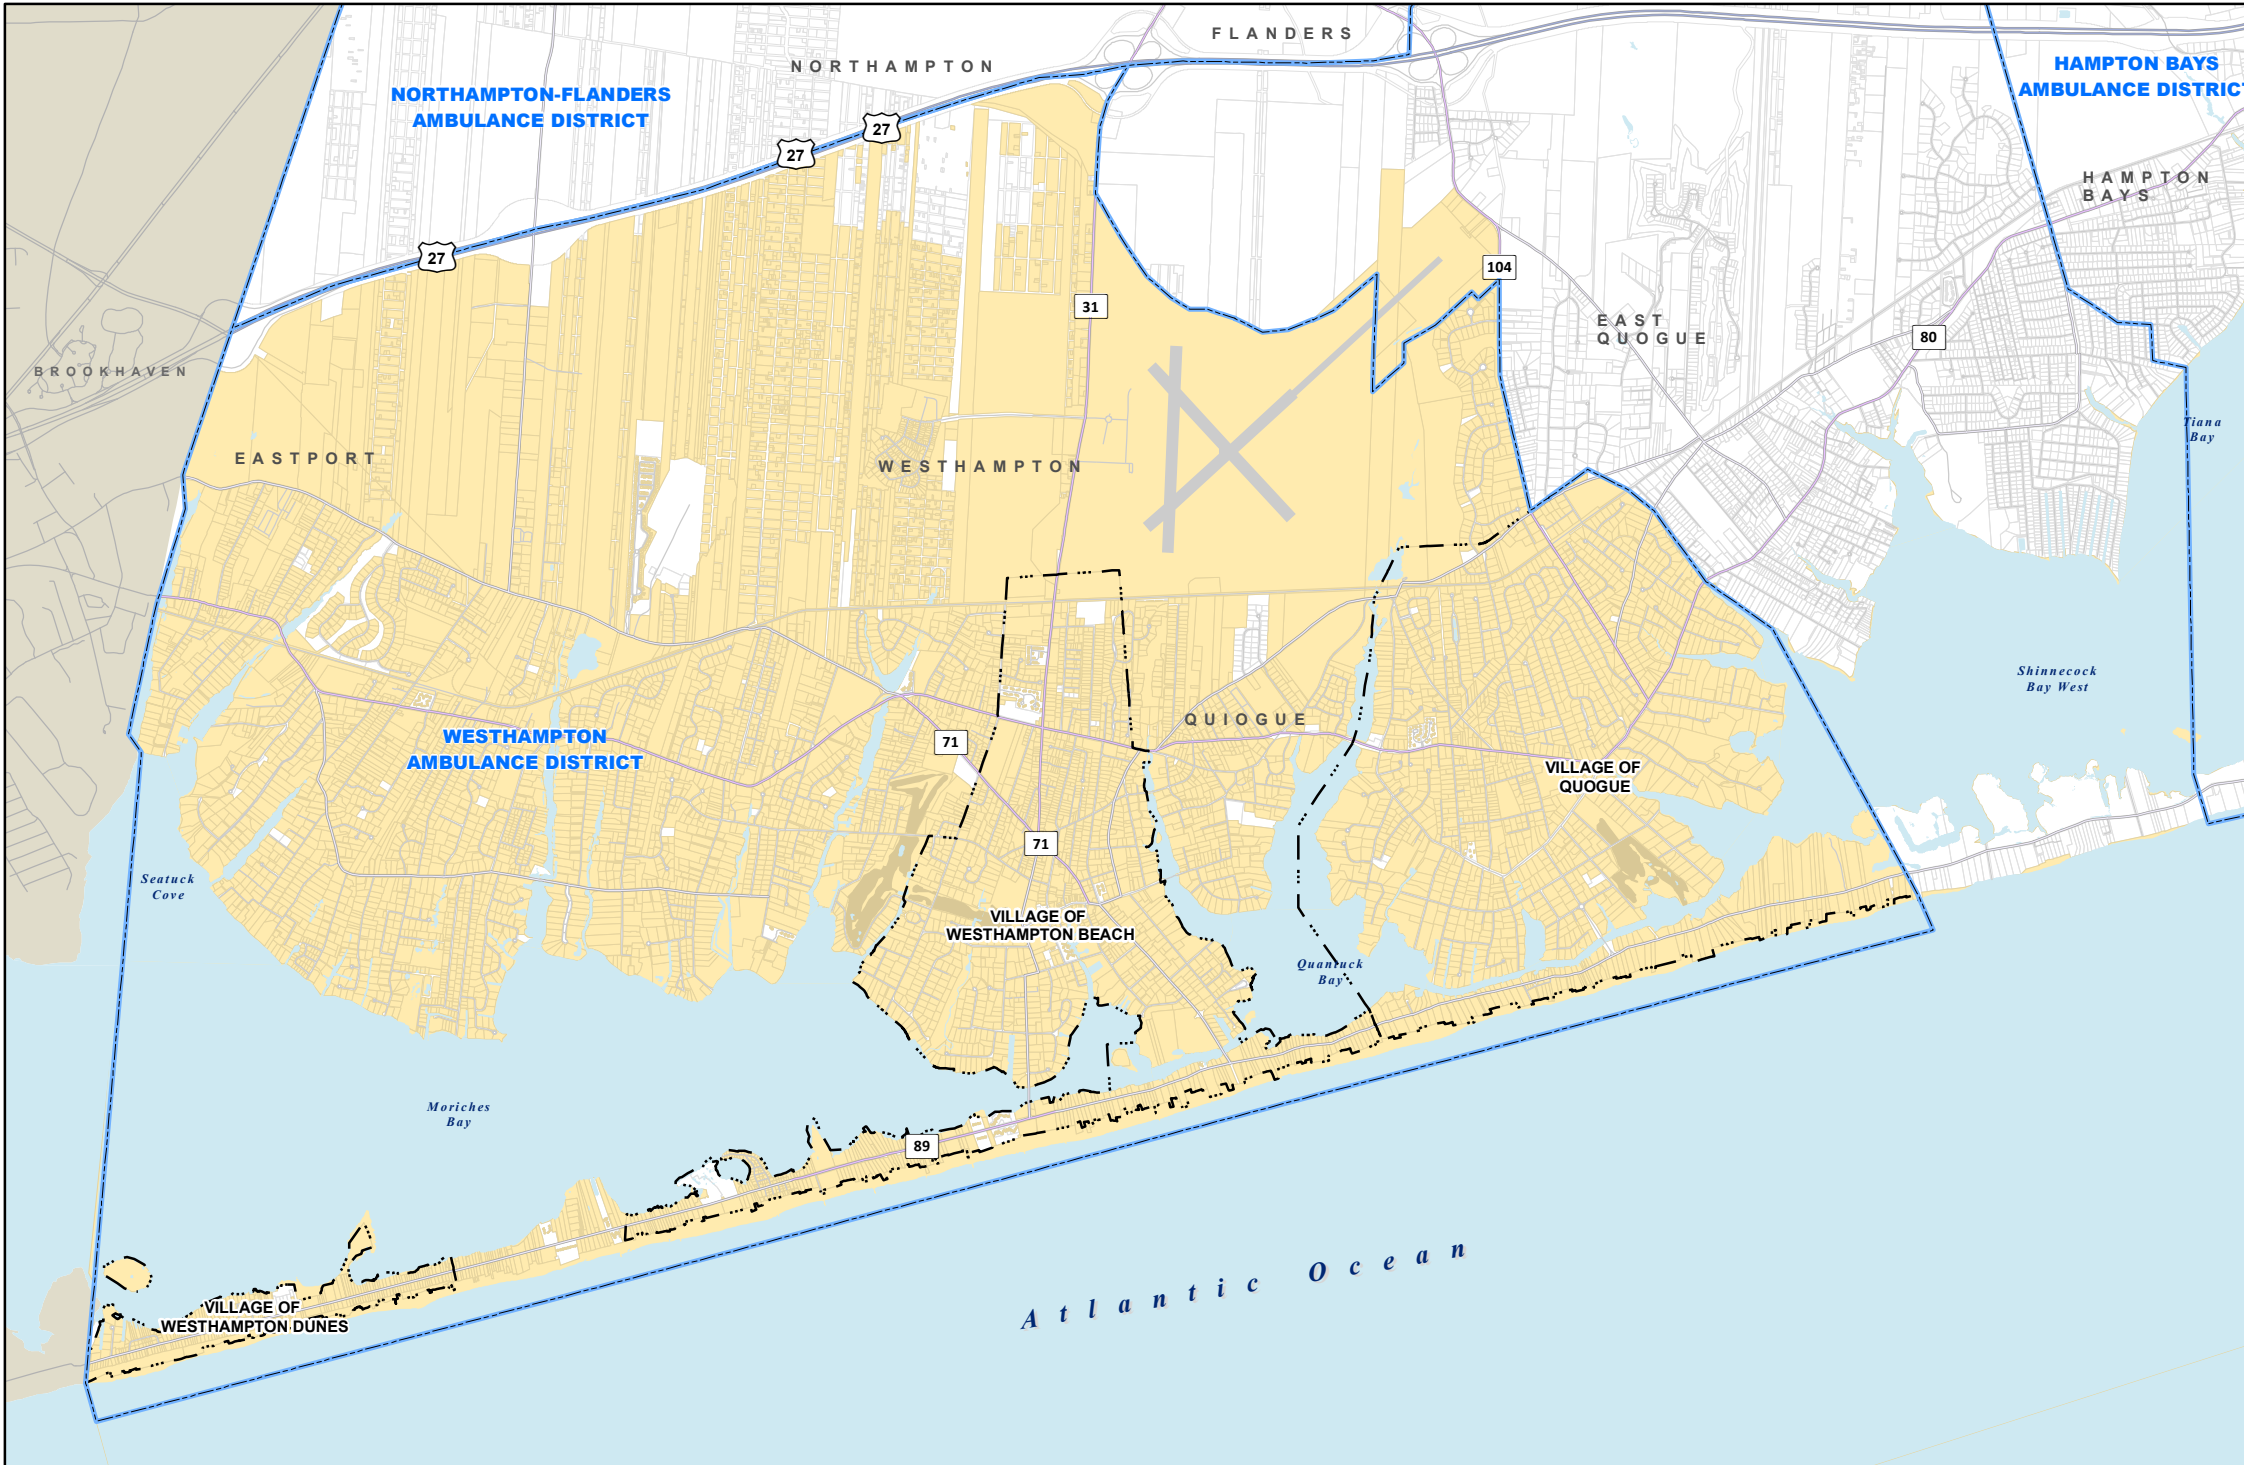 FLANDERS
NORTHAMPTON
HAMPTON BAYS
AMBULANCE DISTRICT
NORTHAMPTON-FLANDERS
AMBULANCE DISTRICT
27
27
HAMPTON
BAYS
27
104
31
EAST
QUOGUE
80
BROOKHAVEN
Tiana
Bay
EASTPORT
WESTHAMPTON
Shinnecock
Bay West
QUIOGUE
WESTHAMPTON
AMBULANCE DISTRICT
71
VILLAGE OF
QUOGUE
71
Seatuck
Cove
VILLAGE OF
WESTHAMPTON BEACH
Quantuck
Bay
Moriches
Bay
89
Atlantic Ocean
VILLAGE OF
WESTHAMPTON DUNES